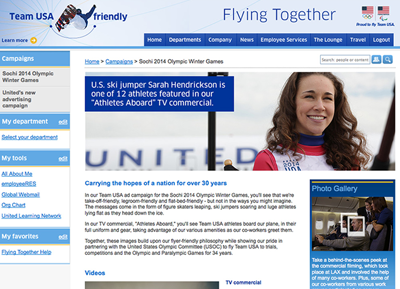 Team USA friendly
Learn more
Flying Together
Proud to fly Team USA.
Home Departments Company News Employee Services The Lounge Travel Logout
Campaigns
Sochi 2014 Olympic
Winter Games
United's new
advertising
campaign
My department edit
Select your department
My tools edit
All About Me
employeeRES
Global Webmail
Org Chart
United Learning Network
My favorites edit
Flying Together Help
Home > Campaigns > Sochi 2014 Olympic Winter Games
Search: people or content
U.S. ski jumper Sarah Hendrickson is
one of 12 athletes featured in our
"Athletes Aboard" TV commercial.
UNITED
Carrying the hopes of a nation for over 30 years
In our Team USA ad campaign for the Sochi 2014 Olympic Winter Games, you'll see that we're
take-off-friendly, legroom-friendly and flat-bed-friendly - but not in the ways you might imagine.
The messages come in the form of figure skaters leaping, ski jumpers soaring and luge athletes
lying flat as they head down the ice.
In our TV commercial, "Athletes Aboard," you'll see Team USA athletes board our plane, in their
full uniform and gear, taking advantage of our various amenities as our co-workers greet them.
Together, these images build upon our flyer-friendly philosophy while showing our pride in
partnering with the United States Olympic Committee (USOC) to fly Team USA to trials,
competitions and the Olympic and Paralympic Games for 34 years.
Videos
TV commercial
Photo Gallery
Take a behind-the-scenes peek at
the commercial filming, which took
place at LAX and involved the help
of many co-workers. Plus, some of
our co-workers from various work